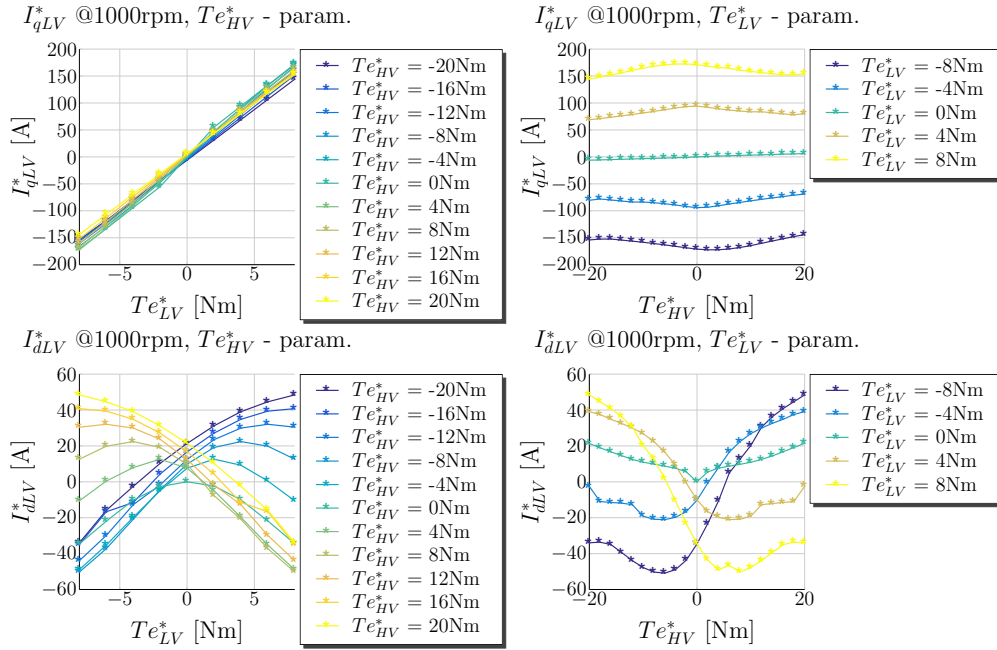 I*qLV @1000rpm, Te*HV - param.
200
150
100
50
0
−50
−100
−150
−200
I*qLV [A]
−5
0
5
Te*LV [Nm]
Te*HV = -20Nm
Te*HV = -16Nm
Te*HV = -12Nm
Te*HV = -8Nm
Te*HV = -4Nm
Te*HV = 0Nm
Te*HV = 4Nm
Te*HV = 8Nm
Te*HV = 12Nm
Te*HV = 16Nm
Te*HV = 20Nm
I*qLV @1000rpm, Te*LV - param.
200
150
100
50
0
−50
−100
−150
−200
I*qLV [A]
−20
0
20
Te*HV [Nm]
Te*LV = -8Nm
Te*LV = -4Nm
Te*LV = 0Nm
Te*LV = 4Nm
Te*LV = 8Nm
I*dLV @1000rpm, Te*HV - param.
60
40
20
0
−20
−40
−60
I*dLV [A]
−5
0
5
Te*LV [Nm]
Te*HV = -20Nm
Te*HV = -16Nm
Te*HV = -12Nm
Te*HV = -8Nm
Te*HV = -4Nm
Te*HV = 0Nm
Te*HV = 4Nm
Te*HV = 8Nm
Te*HV = 12Nm
Te*HV = 16Nm
Te*HV = 20Nm
I*dLV @1000rpm, Te*LV - param.
60
40
20
0
−20
−40
−60
I*dLV [A]
−20
0
20
Te*HV [Nm]
Te*LV = -8Nm
Te*LV = -4Nm
Te*LV = 0Nm
Te*LV = 4Nm
Te*LV = 8Nm